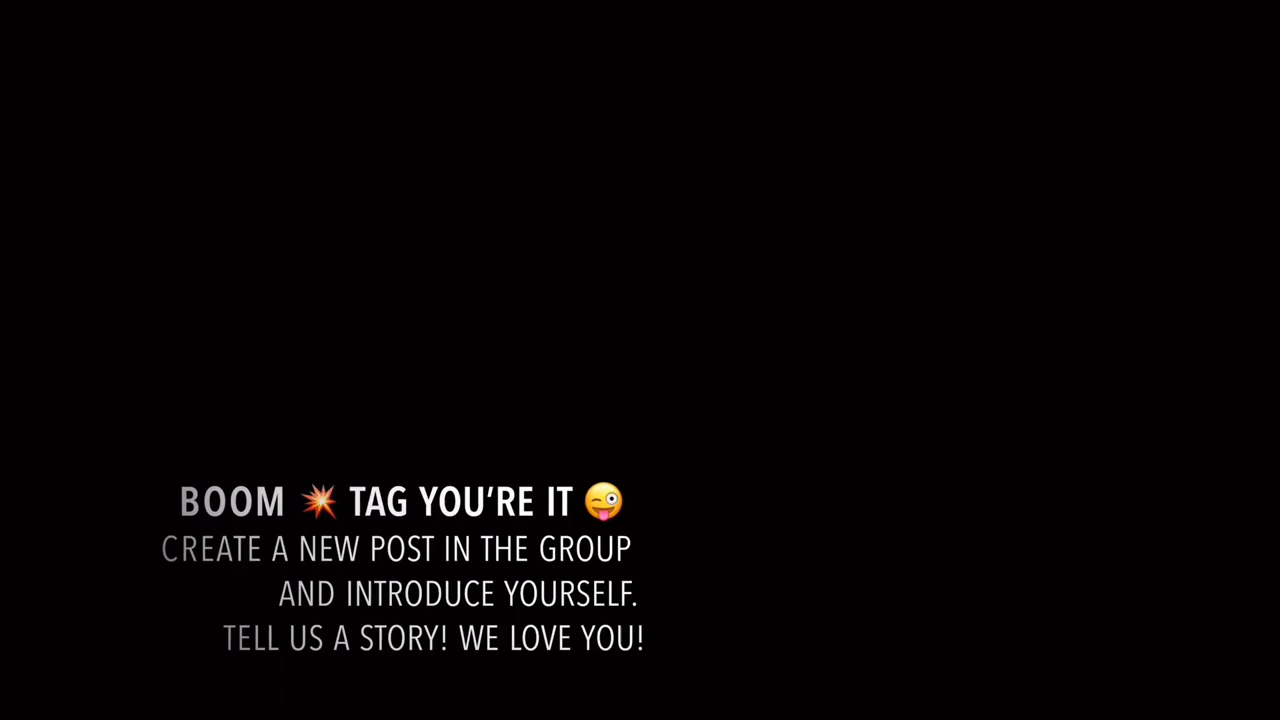 BOOM 💥 TAG YOU’RE IT 😜
CREATE A NEW POST IN THE GROUP
AND INTRODUCE YOURSELF.
TELL US A STORY! WE LOVE YOU!